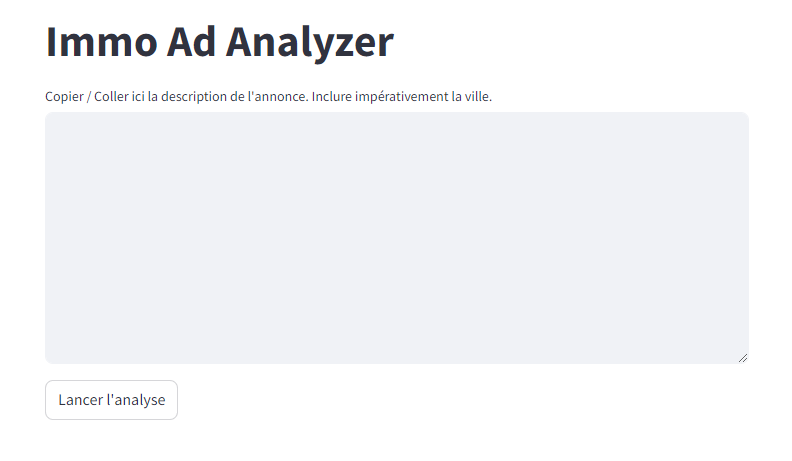 Immo Ad Analyzer
Copier / Coller ici la description de l'annonce. Inclure impérativement la ville.
Lancer l'analyse